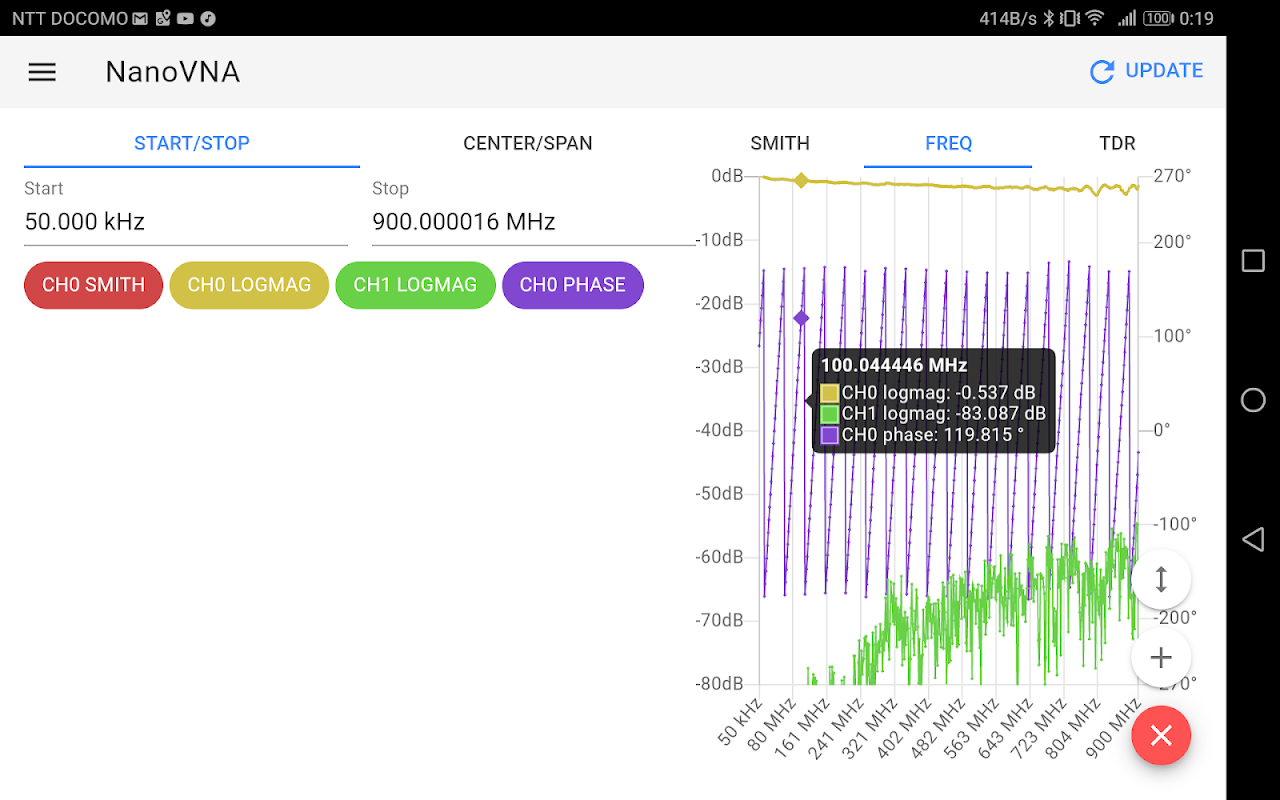 NTT DOCOMO 414B/s 100 0:19
NanoVNA UPDATE
START/STOP CENTER/SPAN SMITH FREQ TDR
Start Stop
50.000 kHz 900.000016 MHz
CH0 SMITH CH0 LOGMAG CH1 LOGMAG CH0 PHASE
0dB 270°
-10dB 200°
-20dB
100°
-30dB
-40dB 0°
-50dB
-100°
-60dB
-70dB -200°
-80dB
100.044446 MHz
CH0 logmag: -0.537 dB
CH1 logmag: -83.087 dB
CH0 phase: 119.815 °
50 kHz 80 MHz 161 MHz 241 MHz 321 MHz 402 MHz 482 MHz 563 MHz 643 MHz 723 MHz 804 MHz 900 MHz